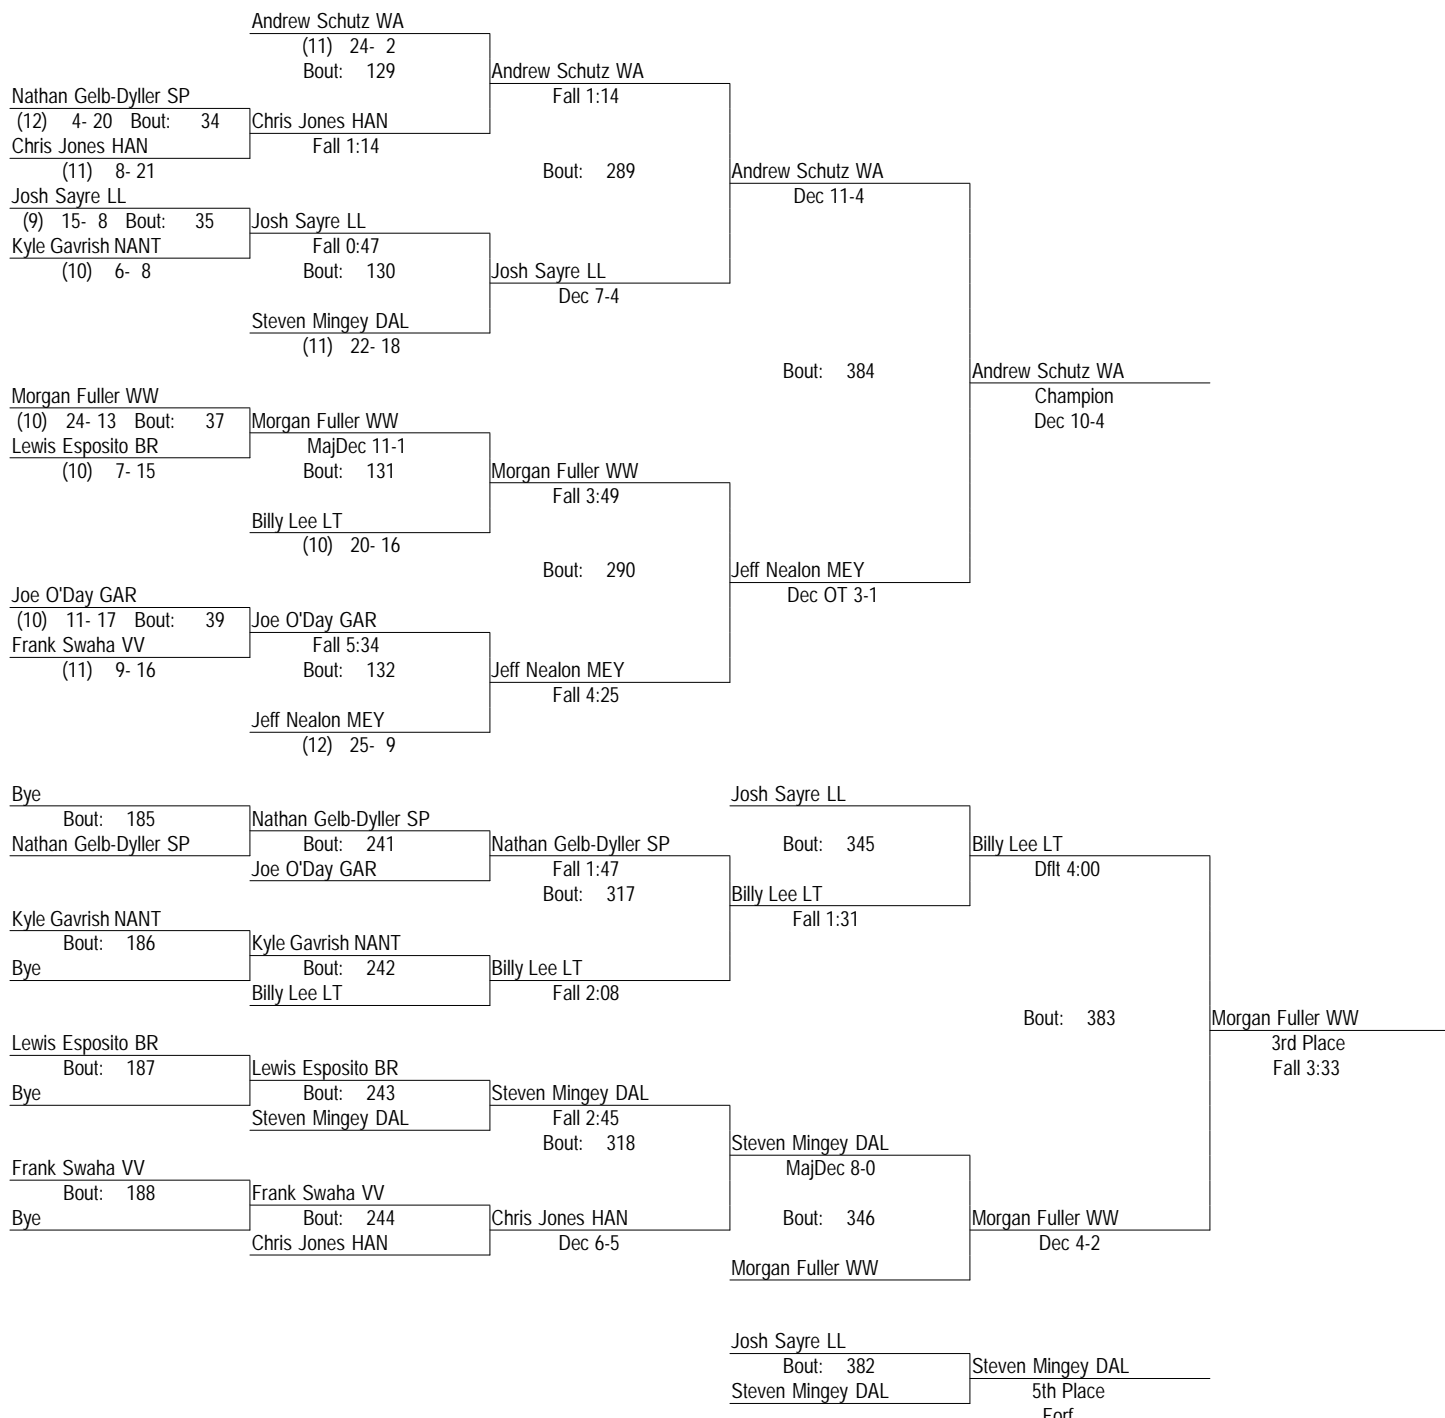 Andrew Schutz WA
(11) 24- 2
Bout: 129
Andrew Schutz WA
Fall 1:14
Nathan Gelb-Dyller SP
(12) 4- 20 Bout: 34
Chris Jones HAN
Fall 1:14
Chris Jones HAN
(11) 8- 21
Bout: 289
Andrew Schutz WA
Dec 11-4
Josh Sayre LL
(9) 15- 8 Bout: 35
Josh Sayre LL
Fall 0:47
Kyle Gavrish NANT
(10) 6- 8
Bout: 130
Josh Sayre LL
Dec 7-4
Steven Mingey DAL
(11) 22- 18
Bout: 384
Andrew Schutz WA
Champion
Dec 10-4
Morgan Fuller WW
(10) 24- 13 Bout: 37
Morgan Fuller WW
MajDec 11-1
Lewis Esposito BR
(10) 7- 15
Bout: 131
Morgan Fuller WW
Fall 3:49
Billy Lee LT
(10) 20- 16
Bout: 290
Jeff Nealon MEY
Dec OT 3-1
Joe O'Day GAR
(10) 11- 17 Bout: 39
Joe O'Day GAR
Fall 5:34
Frank Swaha VV
(11) 9- 16
Bout: 132
Jeff Nealon MEY
Fall 4:25
Jeff Nealon MEY
(12) 25- 9
Bye
Bout: 185
Nathan Gelb-Dyller SP
Nathan Gelb-Dyller SP
Bout: 241
Joe O'Day GAR
Nathan Gelb-Dyller SP
Fall 1:47
Bout: 317
Josh Sayre LL
Bout: 345
Billy Lee LT
Dflt 4:00
Billy Lee LT
Fall 1:31
Kyle Gavrish NANT
Bout: 186
Bye
Kyle Gavrish NANT
Bout: 242
Billy Lee LT
Billy Lee LT
Fall 2:08
Bout: 383
Morgan Fuller WW
3rd Place
Fall 3:33
Lewis Esposito BR
Bout: 187
Bye
Lewis Esposito BR
Bout: 243
Steven Mingey DAL
Steven Mingey DAL
Fall 2:45
Bout: 318
Steven Mingey DAL
MajDec 8-0
Frank Swaha VV
Bout: 188
Bye
Frank Swaha VV
Bout: 244
Chris Jones HAN
Chris Jones HAN
Dec 6-5
Bout: 346
Morgan Fuller WW
Dec 4-2
Morgan Fuller WW
Josh Sayre LL
Bout: 382
Steven Mingey DAL
Steven Mingey DAL
5th Place
Forf